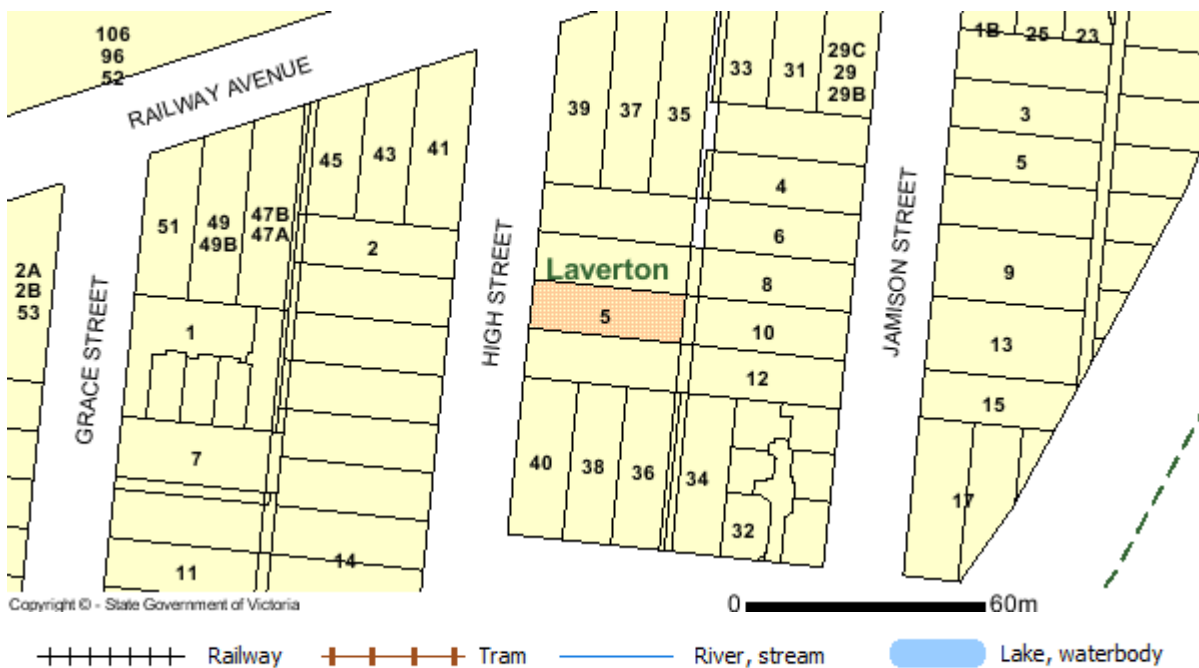 106
96
52
RAILWAY AVENUE
39
37
35
33
31
29C
29
29B
1B
25
23
3
5
45
43
41
4
51
49
49B
47B
47A
2
6
HIGH STREET
JAMISON STREET
Laverton
8
9
2A
2B
53
GRACE STREET
1
5
10
13
12
15
7
40
38
36
34
17
32
11
14
Copyright © - State Government of Victoria
0
60m
Railway
Tram
River, stream
Lake, waterbody